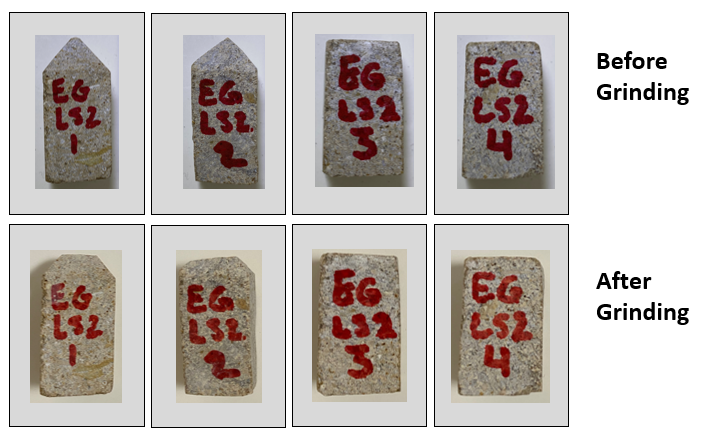 EG
LS2
1
EG
LS2.
2
EG
LS2
3
EG
LS2
4
Before
Grinding
EG
LS2
1
EG
LS2.
2
EG
LS2
3
EG
LS2
4
After
Grinding